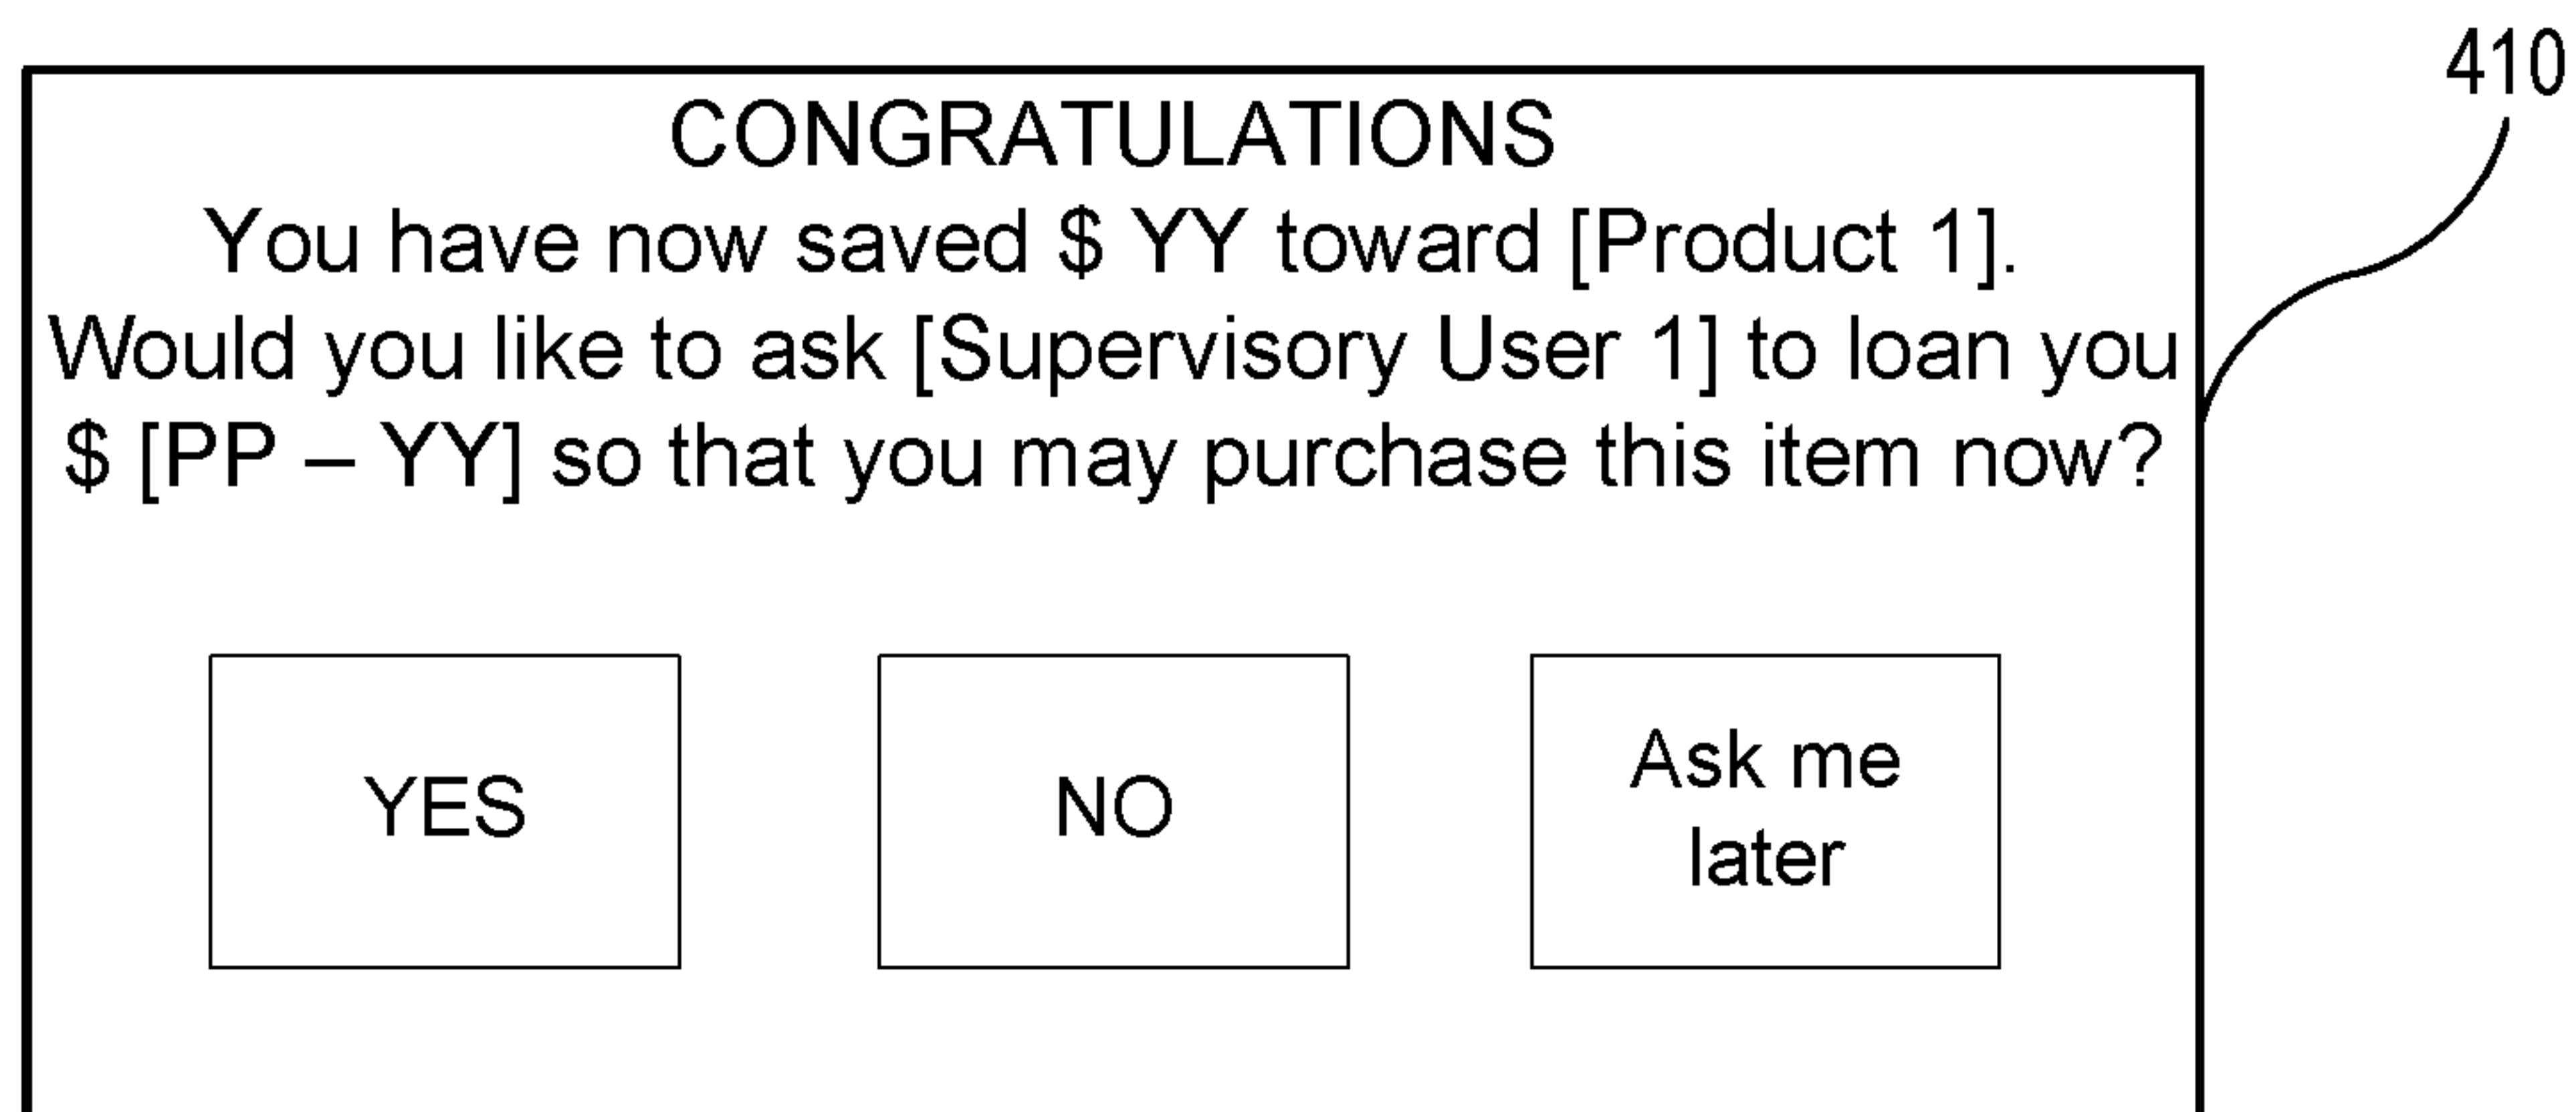 410
CONGRATULATIONS
You have now saved $ YY toward [Product 1].
Would you like to ask [Supervisory User 1] to loan you
$ [PP – YY] so that you may purchase this item now?
YES
NO
Ask me
later